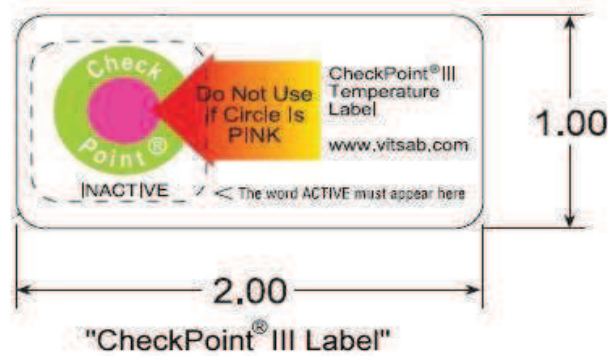 Check
Point®
Do Not Use
if Circle Is
PINK
CheckPoint®III
Temperature
Label
www.vitsab.com
INACTIVE
< The word ACTIVE must appear here
1.00
2.00
"CheckPoint®III Label"